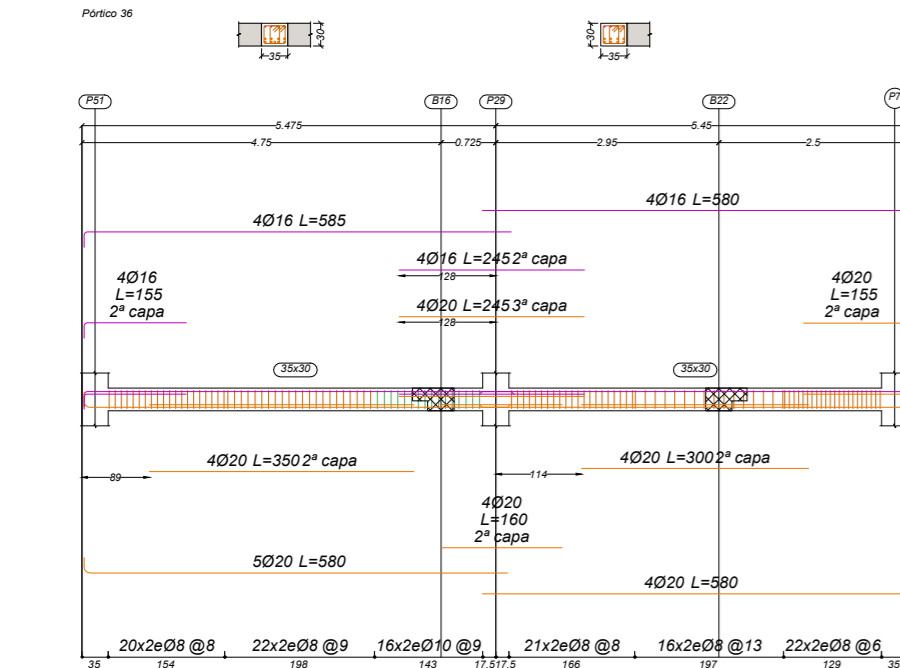 Pórtico 36
30
35
30
35
P51
B16
P29
B22
5.475
5.45
4.75
0.725
2.95
2.5
4Ø16 L=580
4Ø16 L=585
4Ø16 L=245 2ª capa
128
4Ø16
L=155
2ª capa
4Ø20 L=245 3ª capa
128
4Ø20
L=155
2ª capa
35x30
35x30
4Ø20 L=350 2ª capa
89
4Ø20 L=300 2ª capa
114
4Ø20
L=160
2ª capa
5Ø20 L=580
4Ø20 L=580
20x2eØ8 @8
22x2eØ8 @9
16x2eØ10 @9
21x2eØ8 @8
16x2eØ8 @13
22x2eØ6 @6
35
154
198
143
17.5
17.5
166
197
129
35